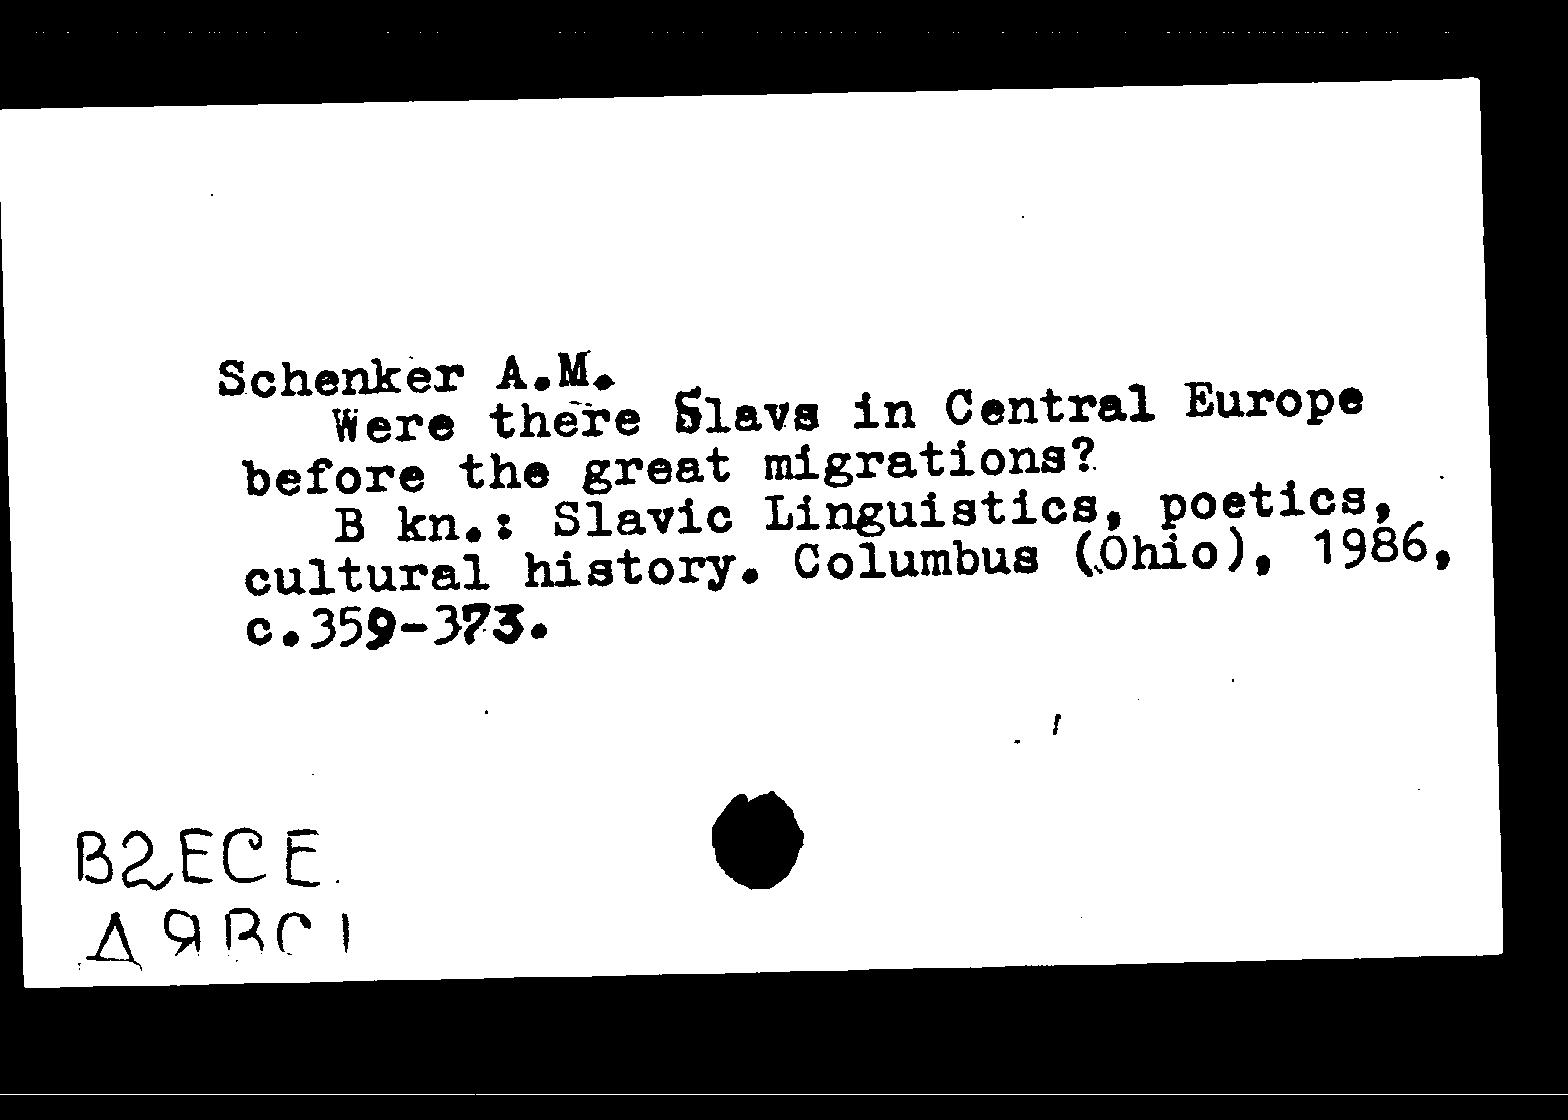 Schenker A.M.
Were there Slavs in Central Europe
before the great migrations?
B kn.: Slavic Linguistics, poetics,
cultural history. Columbus (Ohio), 1986,
c.359-373.
B2ECE